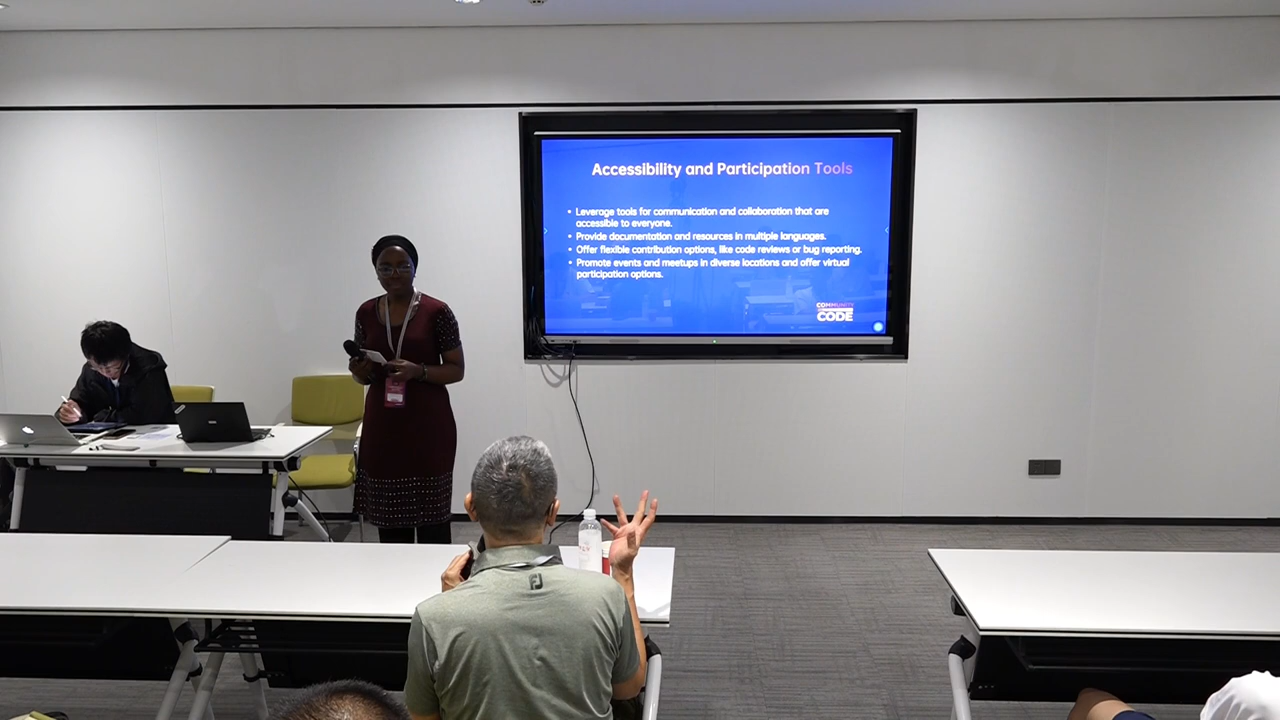 Accessibility and Participation Tools
• Leverage tools for communication and collaboration that are
accessible to everyone.
• Provide documentation and resources in multiple languages.
• Offer flexible contribution options, like code reviews or bug reporting.
• Promote events and meetups in diverse locations and offer virtual
participation options.
COMMUNITY
CODE
FJ